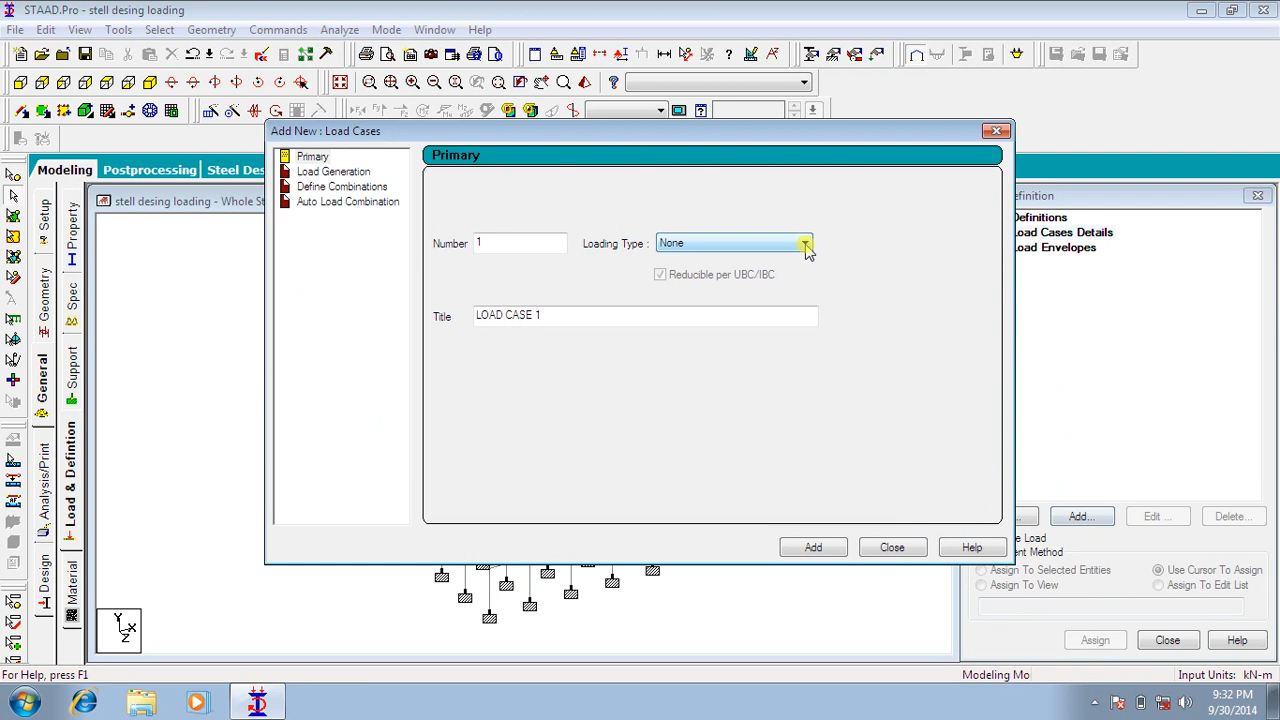 STAAD.Pro - stell desing loading
File Edit View Tools Select Geometry Commands Analyze Mode Window Help
Modeling Postprocessing Steel Des
stell desing loading - Whole St
Setup
Geometry
General
Analysis/Print
Design
Property
Spec
Support
Load & Definition
Material
Add New : Load Cases
Primary
Load Generation
Define Combinations
Auto Load Combination
Primary
Number 1 Loading Type : None
Reducible per UBC/IBC
Title LOAD CASE 1
Add Close Help
efinition
Definitions
Load Cases Details
Load Envelopes
... Add... Edit ... Delete...
e Load
ent Method
Assign To Selected Entities Use Cursor To Assign
Assign To View Assign To Edit List
Assign Close Help
Y
X
Z
For Help, press F1 Modeling Mo Input Units: kN-m
9:32 PM
9/30/2014